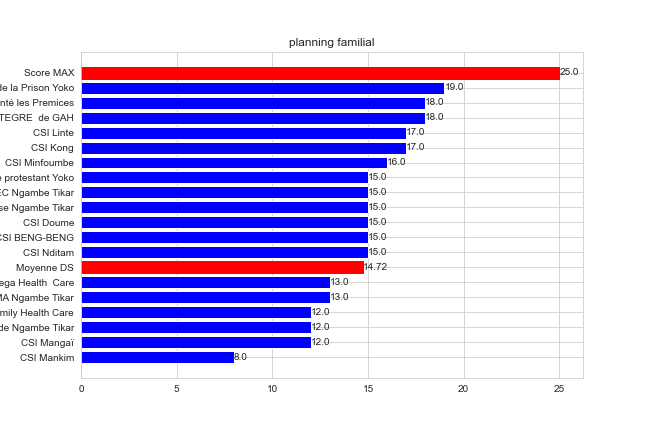 planning familial
Score MAX 25.0
de la Prison Yoko 19.0
nté les Premices 18.0
TEGRE de GAH 18.0
CSI Linte 17.0
CSI Kong 17.0
CSI Minfoumbe 16.0
protestant Yoko 15.0
EC Ngambe Tikar 15.0
se Ngambe Tikar 15.0
CSI Doume 15.0
CSI BENG-BENG 15.0
CSI Nditam 15.0
Moyenne DS 14.72
ega Health Care 13.0
MA Ngambe Tikar 13.0
mily Health Care 12.0
de Ngambe Tikar 12.0
CSI Mangaï 12.0
CSI Mankim 8.0
0 5 10 15 20 25